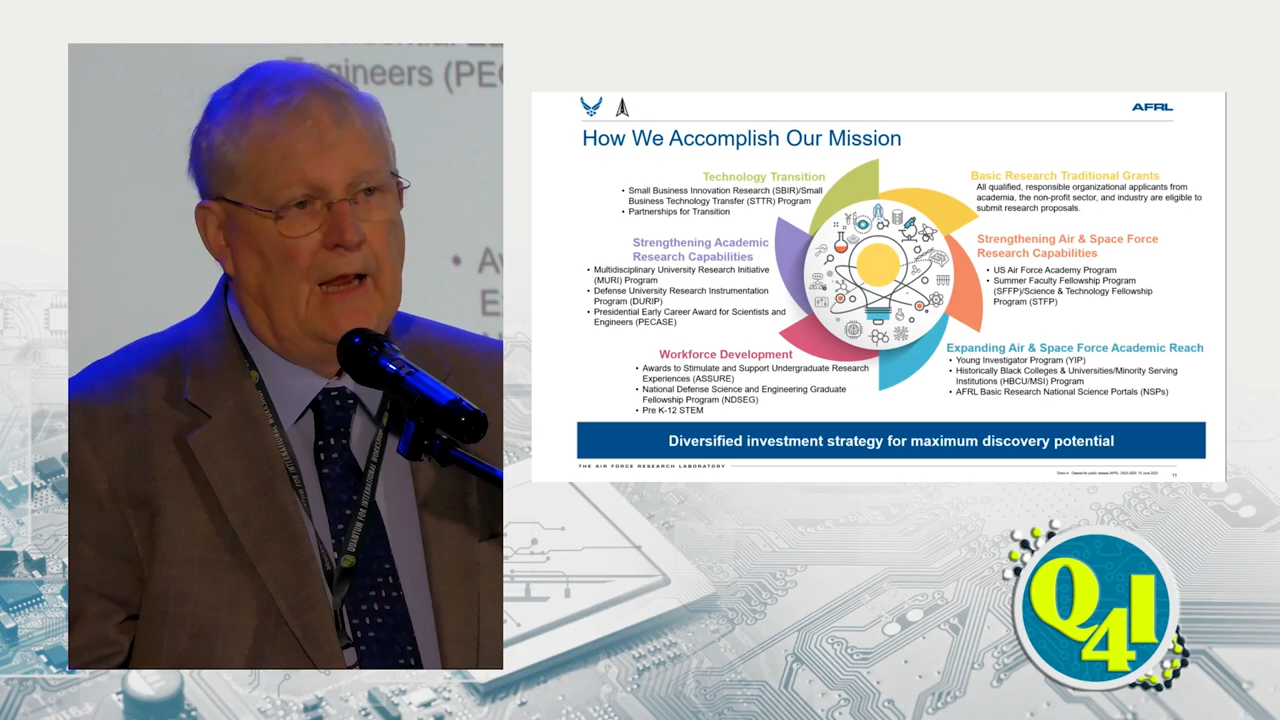 Engineers (PE
• Av
AFRL
How We Accomplish Our Mission
Technology Transition
• Small Business Innovation Research (SBIR)/Small
Business Technology Transfer (STTR) Program
• Partnerships for Transition
Strengthening Academic
Research Capabilities
• Multidisciplinary University Research Initiative
(MURI) Program
• Defense University Research Instrumentation
Program (DURIP)
• Presidential Early Career Award for Scientists and
Engineers (PECASE)
Workforce Development
• Awards to Stimulate and Support Undergraduate Research
Experiences (ASSURE)
• National Defense Science and Engineering Graduate
Fellowship Program (NDSEG)
• Pre K-12 STEM
Basic Research Traditional Grants
All qualified, responsible organizational applicants from
academia, the non-profit sector, and industry are eligible to
submit research proposals.
Strengthening Air & Space Force
Research Capabilities
• US Air Force Academy Program
• Summer Faculty Fellowship Program
(SFFP)/Science & Technology Fellowship
Program (STFP)
Expanding Air & Space Force Academic Reach
• Young Investigator Program (YIP)
• Historically Black Colleges & Universities/Minority Serving
Institutions (HBCU/MSI) Program
• AFRL Basic Research National Science Portals (NSPs)
Diversified investment strategy for maximum discovery potential
THE AIR FORCE RESEARCH LABORATORY
11
QUANTUM FOR INTERNATIONAL WORKSHOP
Q4I